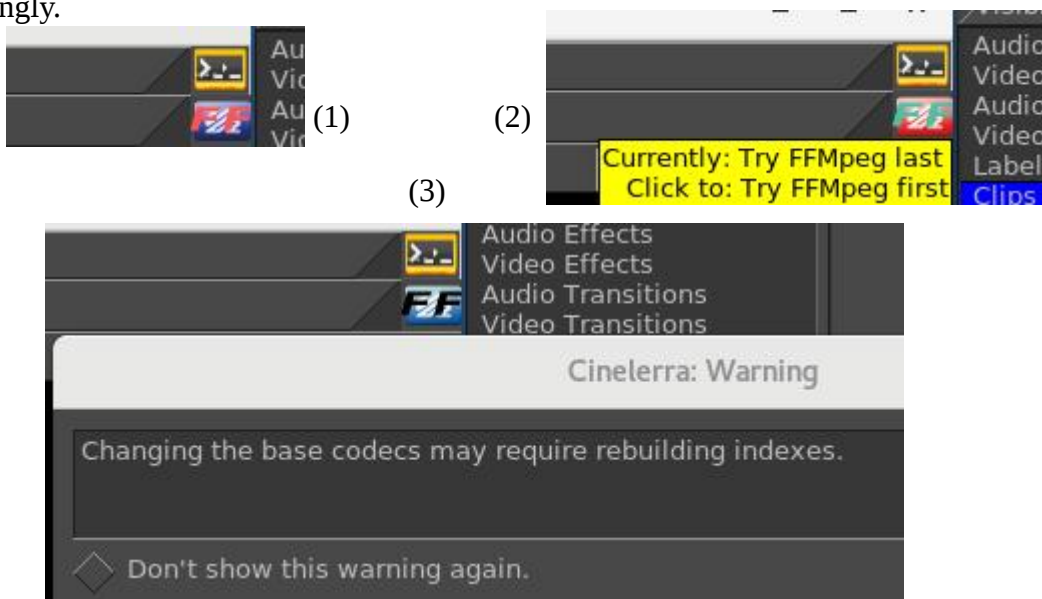 ngly.
(1)
Au
Vid
Au
Vid
(2)
Audio
Video
Audio
Video
Label
Clips
Currently: Try FFMpeg last
Click to: Try FFMpeg first
(3)
Audio Effects
Video Effects
Audio Transitions
Video Transitions
Cinelerra: Warning
Changing the base codecs may require rebuilding indexes.
Don't show this warning again.